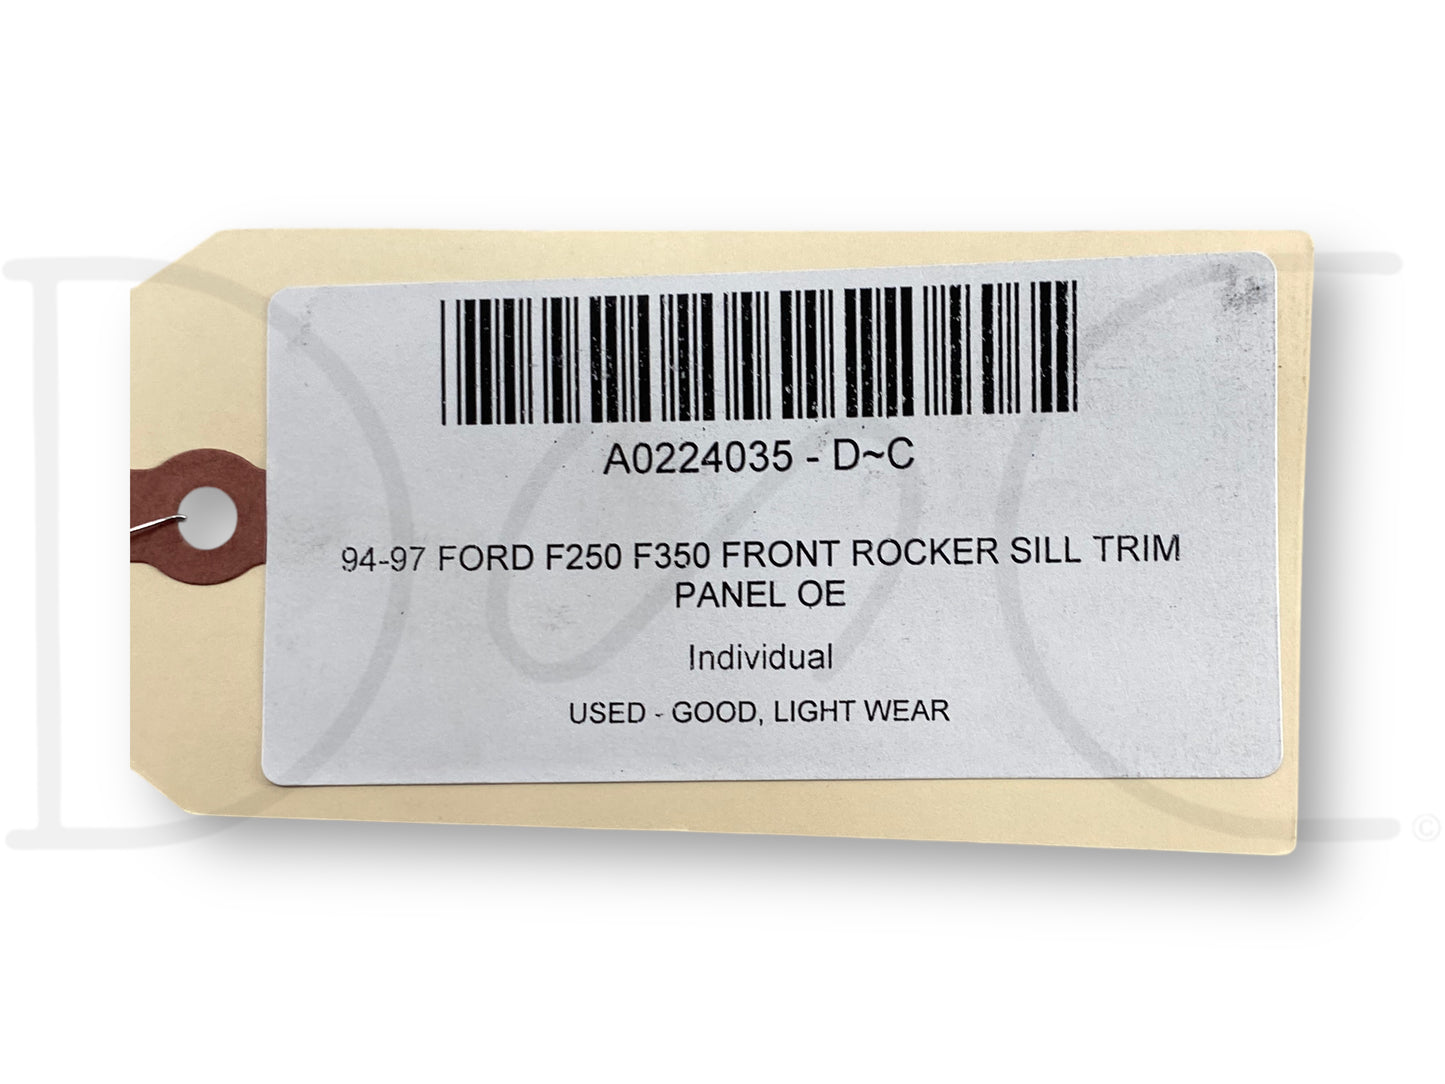 A0224035 - D~C
94-97 FORD F250 F350 FRONT ROCKER SILL TRIM
PANEL OE
Individual
USED - GOOD, LIGHT WEAR
©